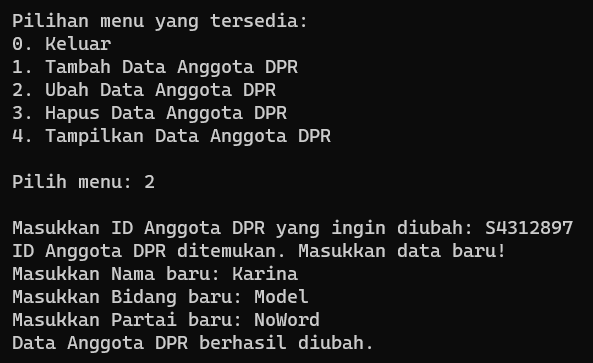 Pilihan menu yang tersedia:
0. Keluar
1. Tambah Data Anggota DPR
2. Ubah Data Anggota DPR
3. Hapus Data Anggota DPR
4. Tampilkan Data Anggota DPR
Pilih menu: 2
Masukkan ID Anggota DPR yang ingin diubah: S4312897
ID Anggota DPR ditemukan. Masukkan data baru!
Masukkan Nama baru: Karina
Masukkan Bidang baru: Model
Masukkan Partai baru: NoWord
Data Anggota DPR berhasil diubah.